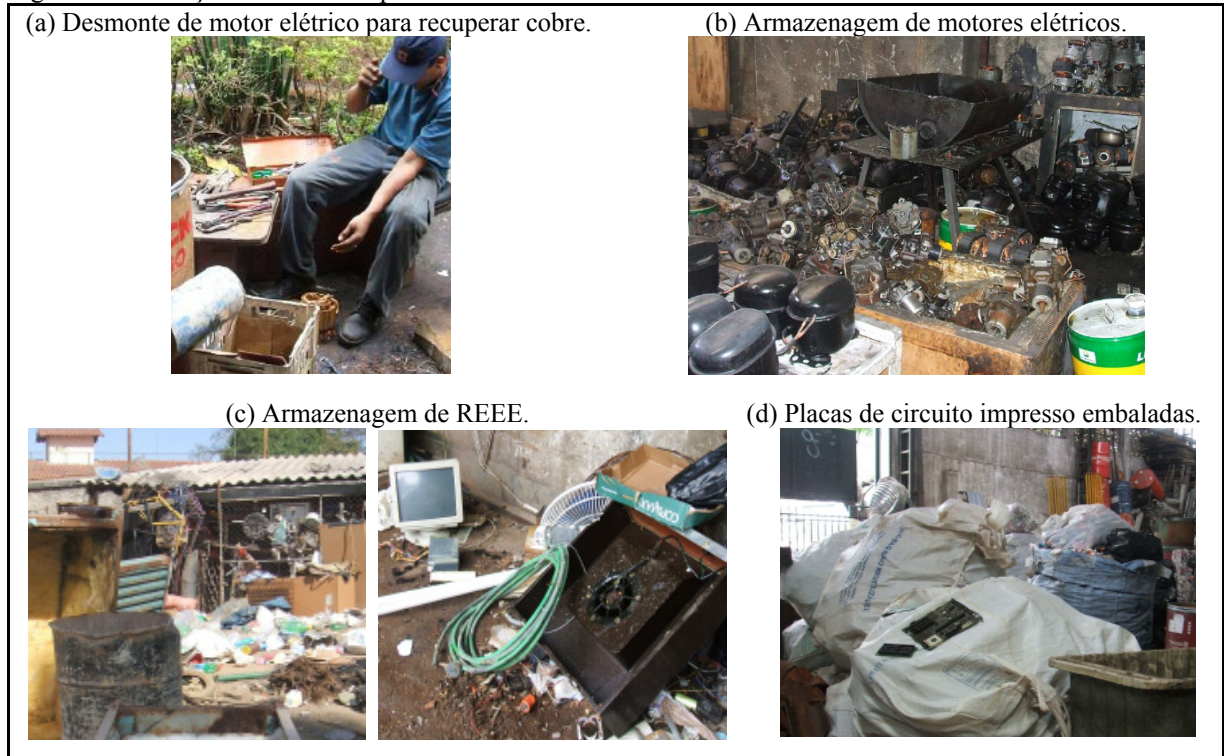 (a) Desmonte de motor elétrico para recuperar cobre.
(b) Armazenagem de motores elétricos.
(c) Armazenagem de REEE.
(d) Placas de circuito impresso embaladas.